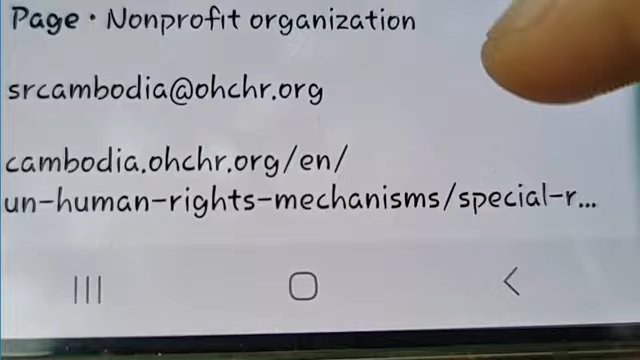 Page · Nonprofit organization
srcambodia@ohchr.org
cambodia.ohchr.org/en/
un-human-rights-mechanisms/special-r...